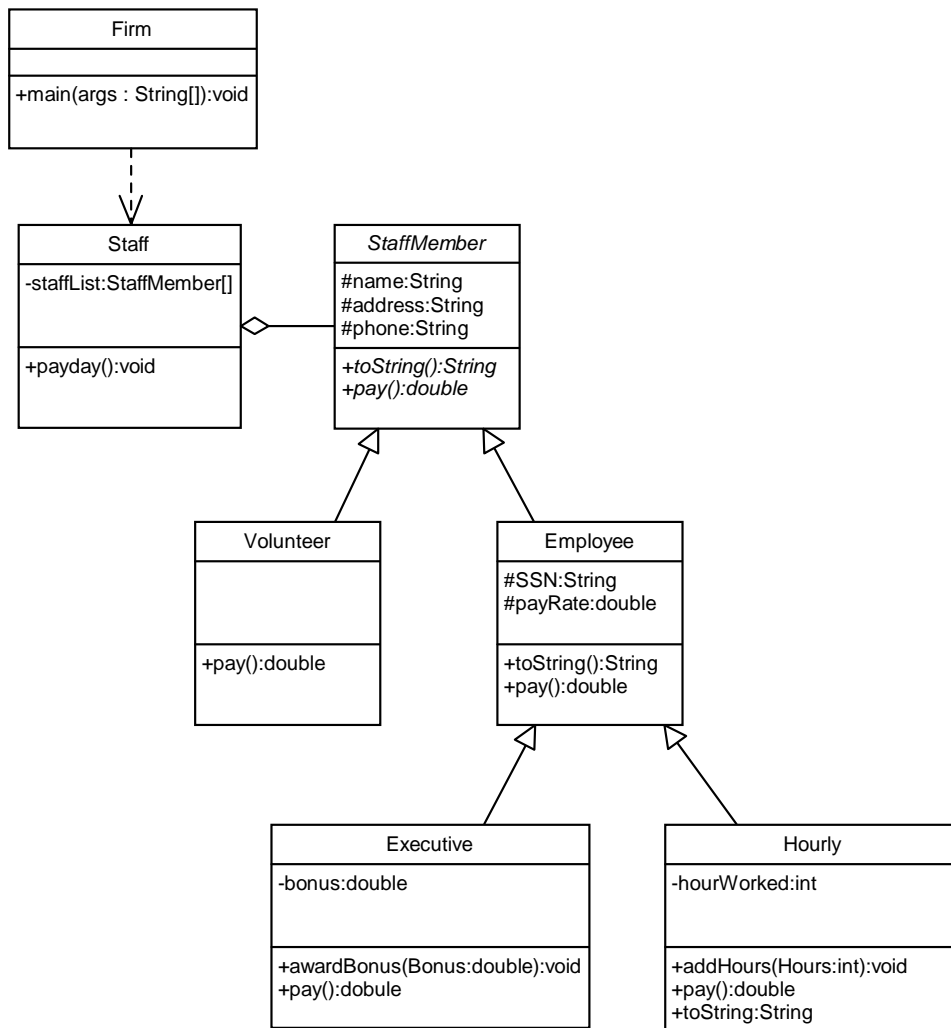 Firm
+main(args : String[]):void
Staff
-staffList:StaffMember[]
+payday():void
StaffMember
#name:String
#address:String
#phone:String
+toString():String
+pay():double
Volunteer
+pay():double
Employee
#SSN:String
#payRate:double
+toString():String
+pay():double
Executive
-bonus:double
+awardBonus(Bonus:double):void
+pay():dobule
Hourly
-hourWorked:int
+addHours(Hours:int):void
+pay():double
+toString:String